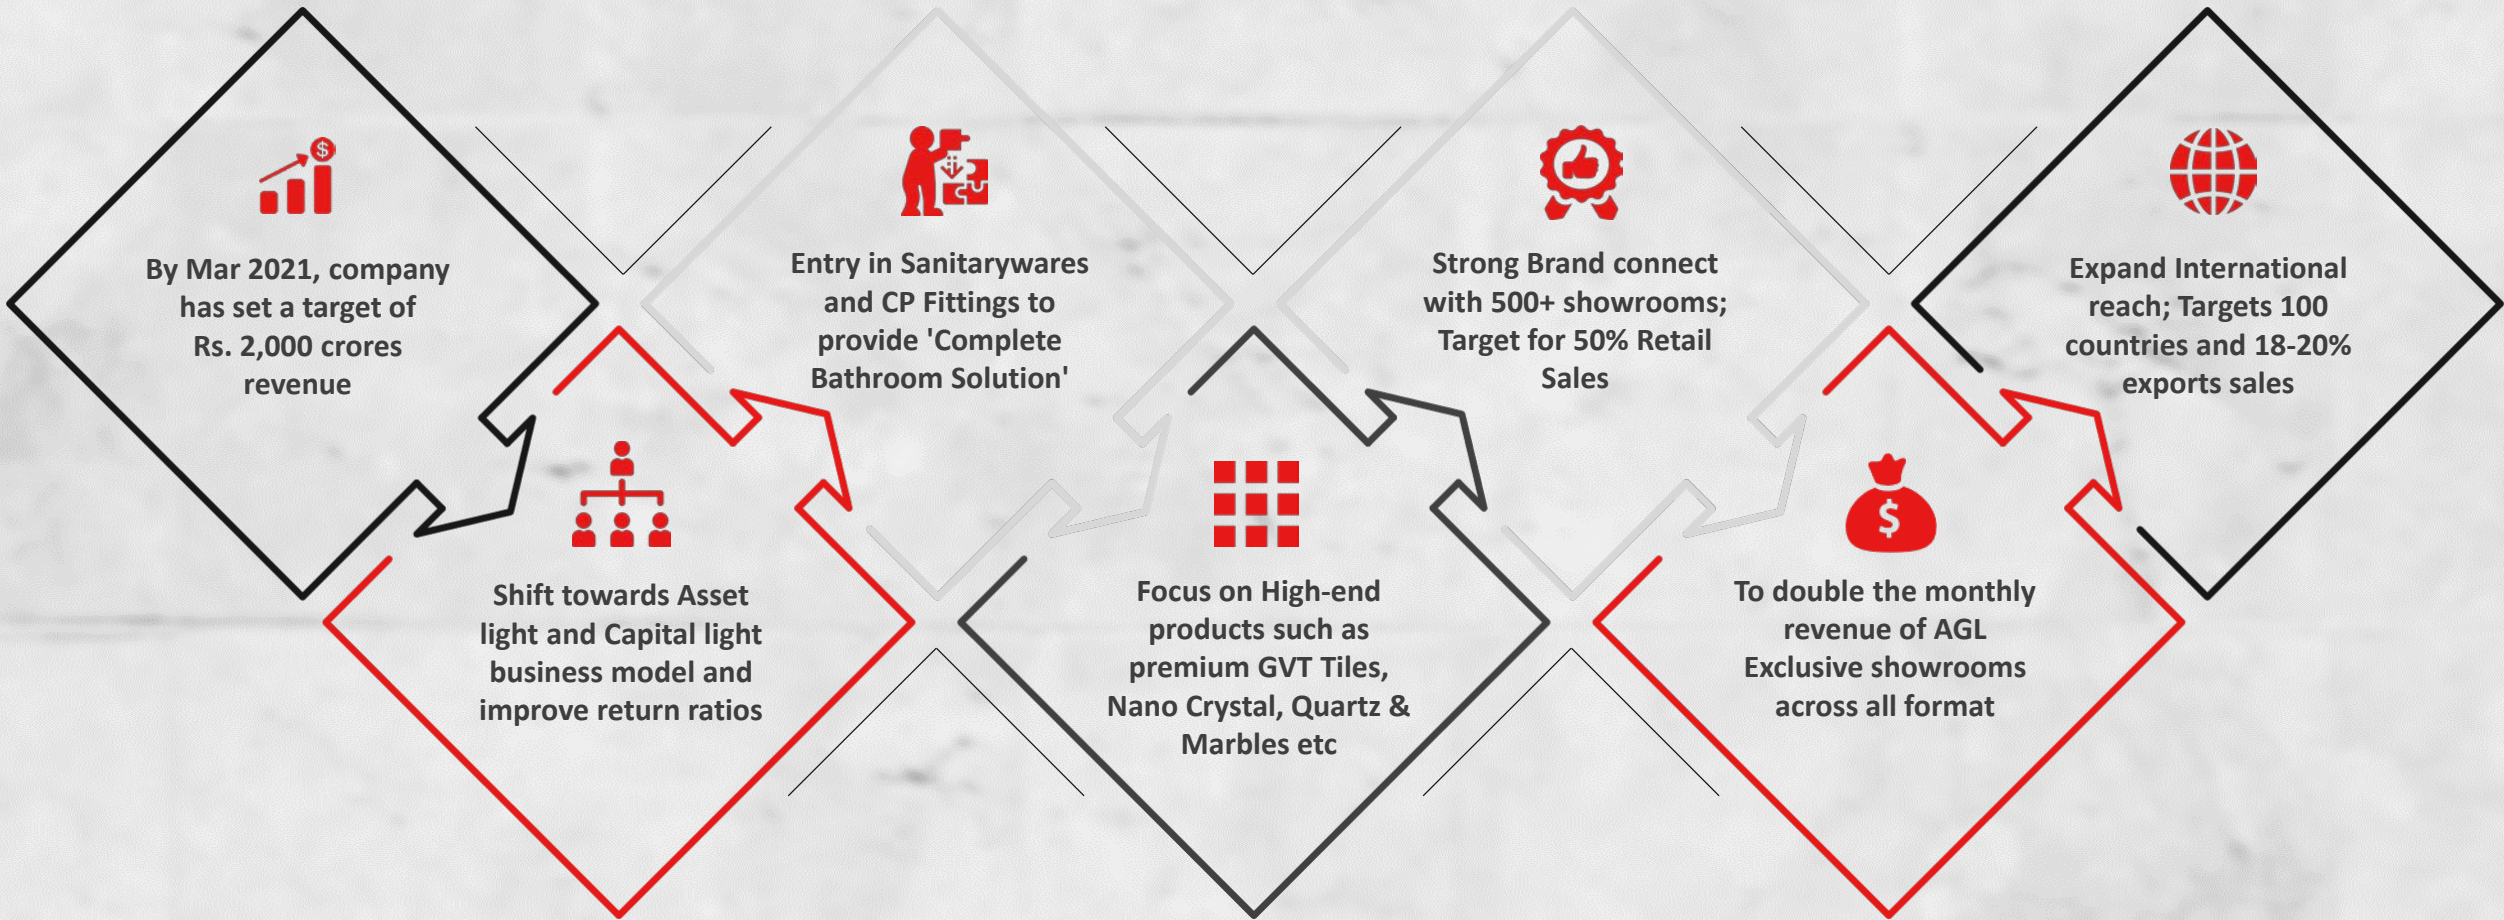 By Mar 2021, company
has set a target of
Rs. 2,000 crores
revenue
Shift towards Asset
light and Capital light
business model and
improve return ratios
Entry in Sanitarywares
and CP Fittings to
provide 'Complete
Bathroom Solution'
Focus on High-end
products such as
premium GVT Tiles,
Nano Crystal, Quartz &
Marbles etc
Strong Brand connect
with 500+ showrooms;
Target for 50% Retail
Sales
To double the monthly
revenue of AGL
Exclusive showrooms
across all format
Expand International
reach; Targets 100
countries and 18-20%
exports sales